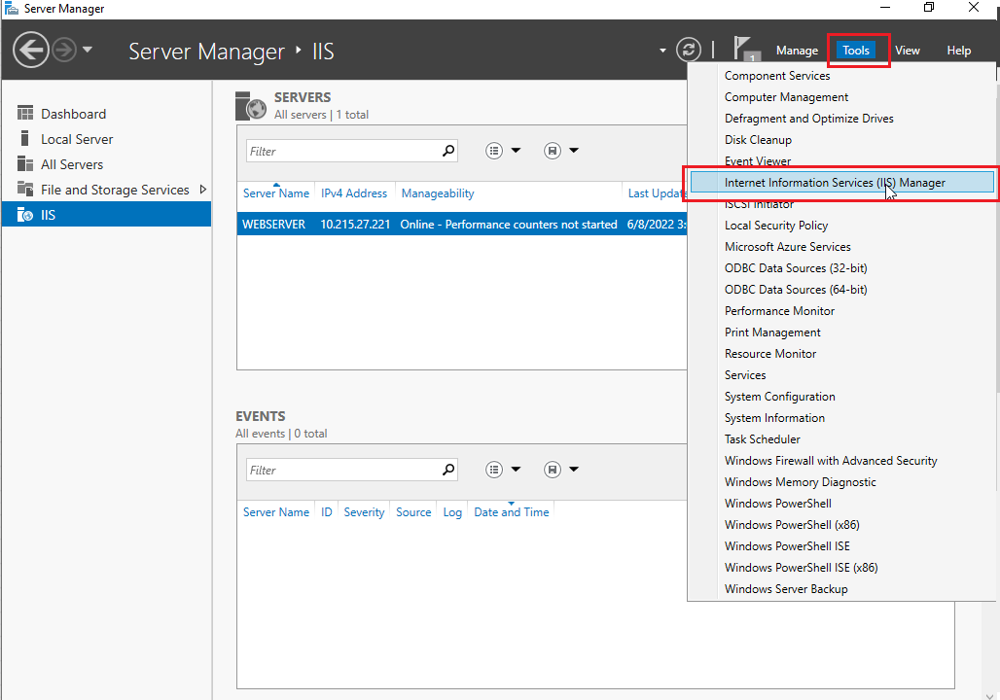 Server Manager
Server Manager ‣ IIS
1
Manage
Tools
View
Help
Dashboard
Local Server
All Servers
File and Storage Services
IIS
SERVERS
All servers | 1 total
Filter
Server Name IPv4 Address Manageability Last Update
WEBSERVER 10.215.27.221 Online - Performance counters not started 6/8/2022 3:
EVENTS
All events | 0 total
Filter
Server Name ID Severity Source Log Date and Time
Component Services
Computer Management
Defragment and Optimize Drives
Disk Cleanup
Event Viewer
Internet Information Services (IIS) Manager
iSCSI Initiator
Local Security Policy
Microsoft Azure Services
ODBC Data Sources (32-bit)
ODBC Data Sources (64-bit)
Performance Monitor
Print Management
Resource Monitor
Services
System Configuration
System Information
Task Scheduler
Windows Firewall with Advanced Security
Windows Memory Diagnostic
Windows PowerShell
Windows PowerShell (x86)
Windows PowerShell ISE
Windows PowerShell ISE (x86)
Windows Server Backup